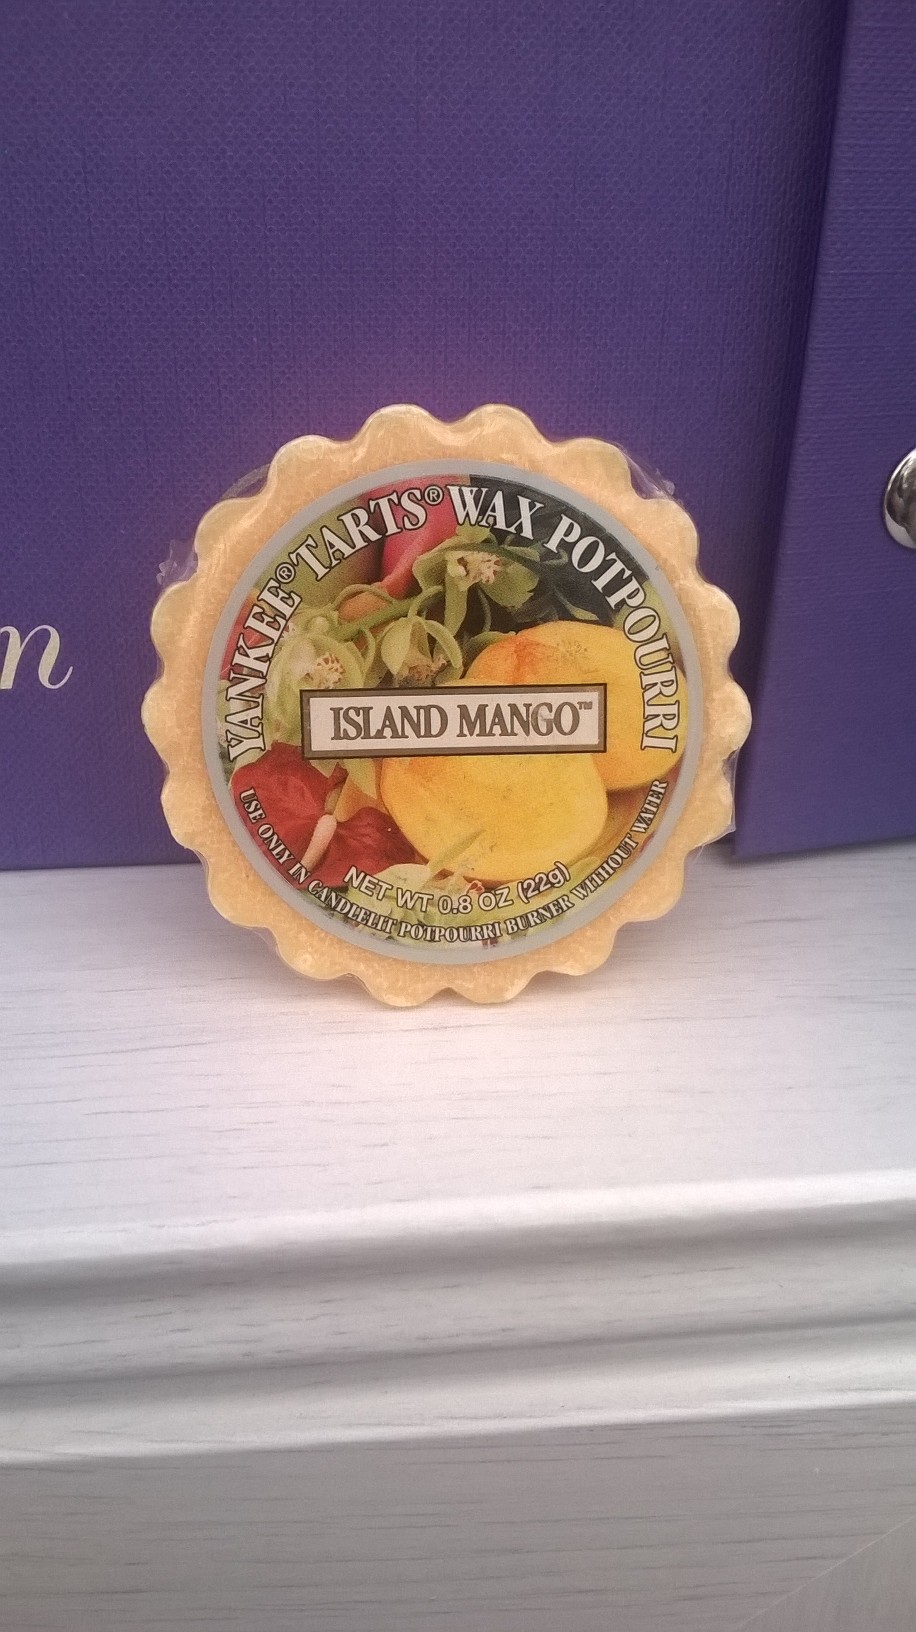 YANKEE® TARTS® WAX POTPOURRI
n
ISLAND MANGO™
NET WT 0.8 OZ (22g)
USE ONLY IN CANDLELIT POTPOURRI BURNER WITHOUT WATER